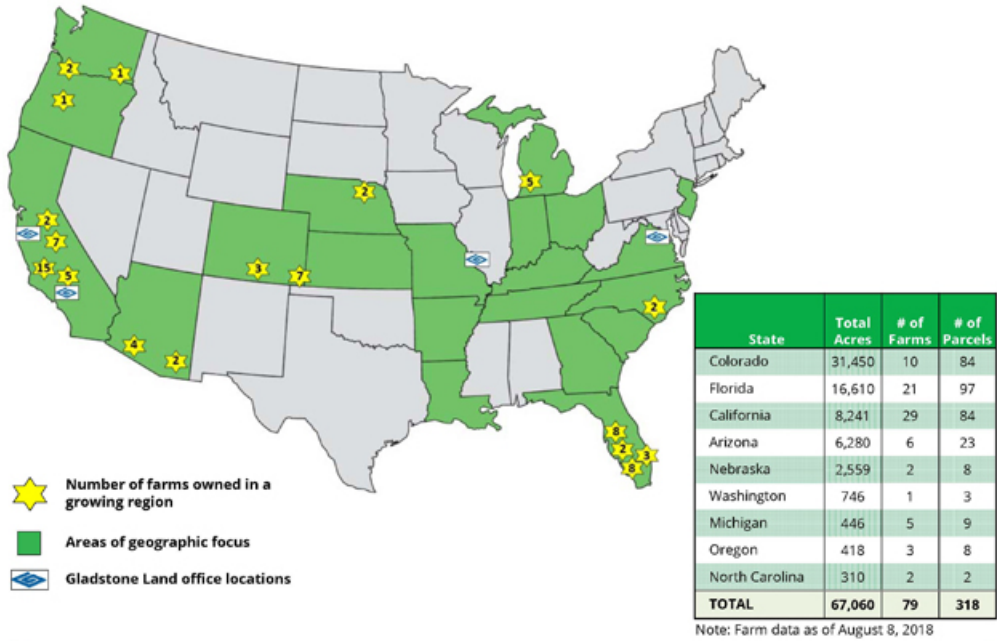 2
1
1
5
2
2
7
15
5
3
7
2
4
2
8
2
3
8
Number of farms owned in a
growing region
Areas of geographic focus
Gladstone Land office locations
State Total Acres # of Farms # of Parcels
Colorado 31,450 10 84
Florida 16,610 21 97
California 8,241 29 84
Arizona 6,280 6 23
Nebraska 2,559 2 8
Washington 746 1 3
Michigan 446 5 9
Oregon 418 3 8
North Carolina 310 2 2
TOTAL 67,060 79 318
Note: Farm data as of August 8, 2018